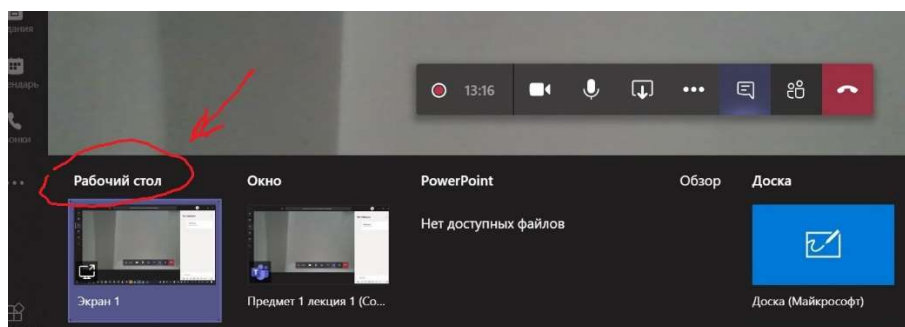 13:16
Рабочий стол
Окно
PowerPoint
Обзор
Доска
Нет доступных файлов
Экран 1
Предмет 1 лекция 1 (Со...
Доска (Майкрософт)